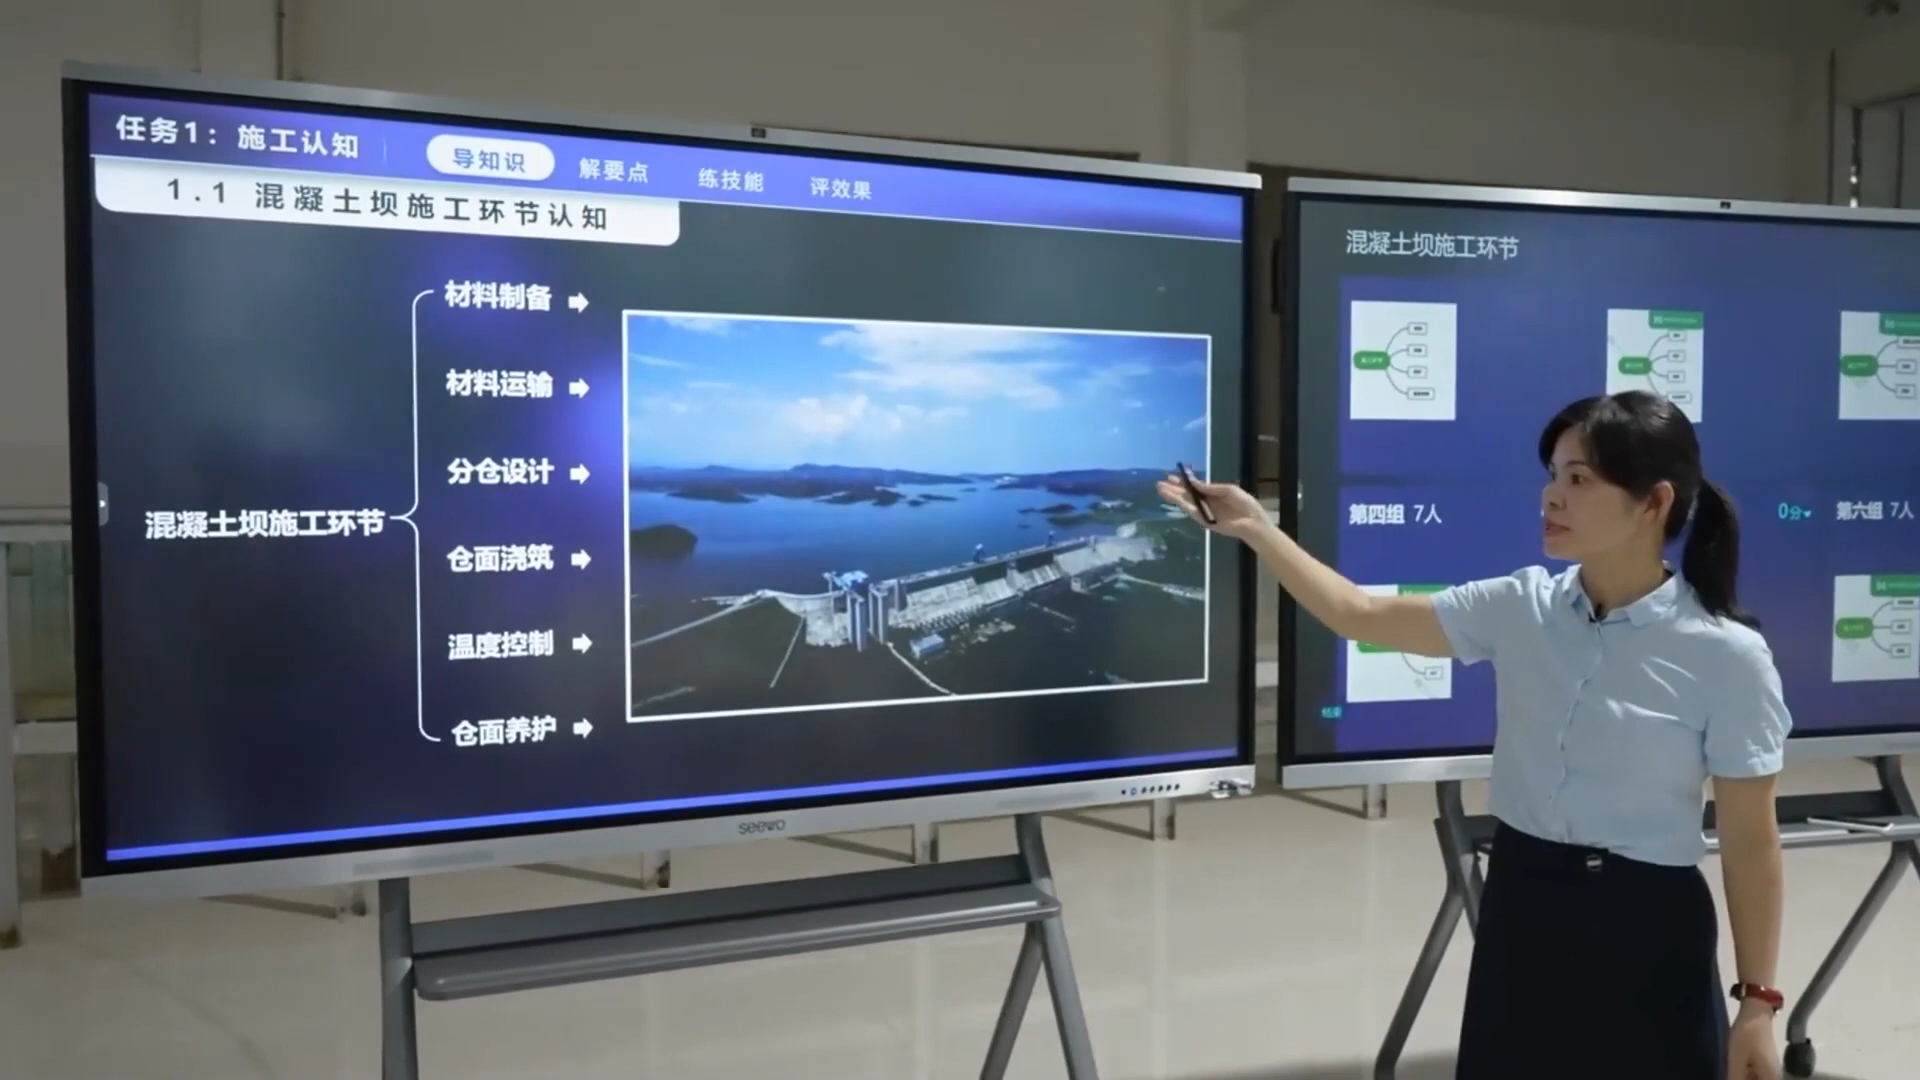 任务1：施工认知
导知识
解要点
练技能
评效果
1.1 混凝土坝施工环节认知
材料制备
材料运输
分仓设计
混凝土坝施工环节
仓面浇筑
温度控制
仓面养护
seewo
混凝土坝施工环节
第四组 7人
0分
第六组 7人
结束